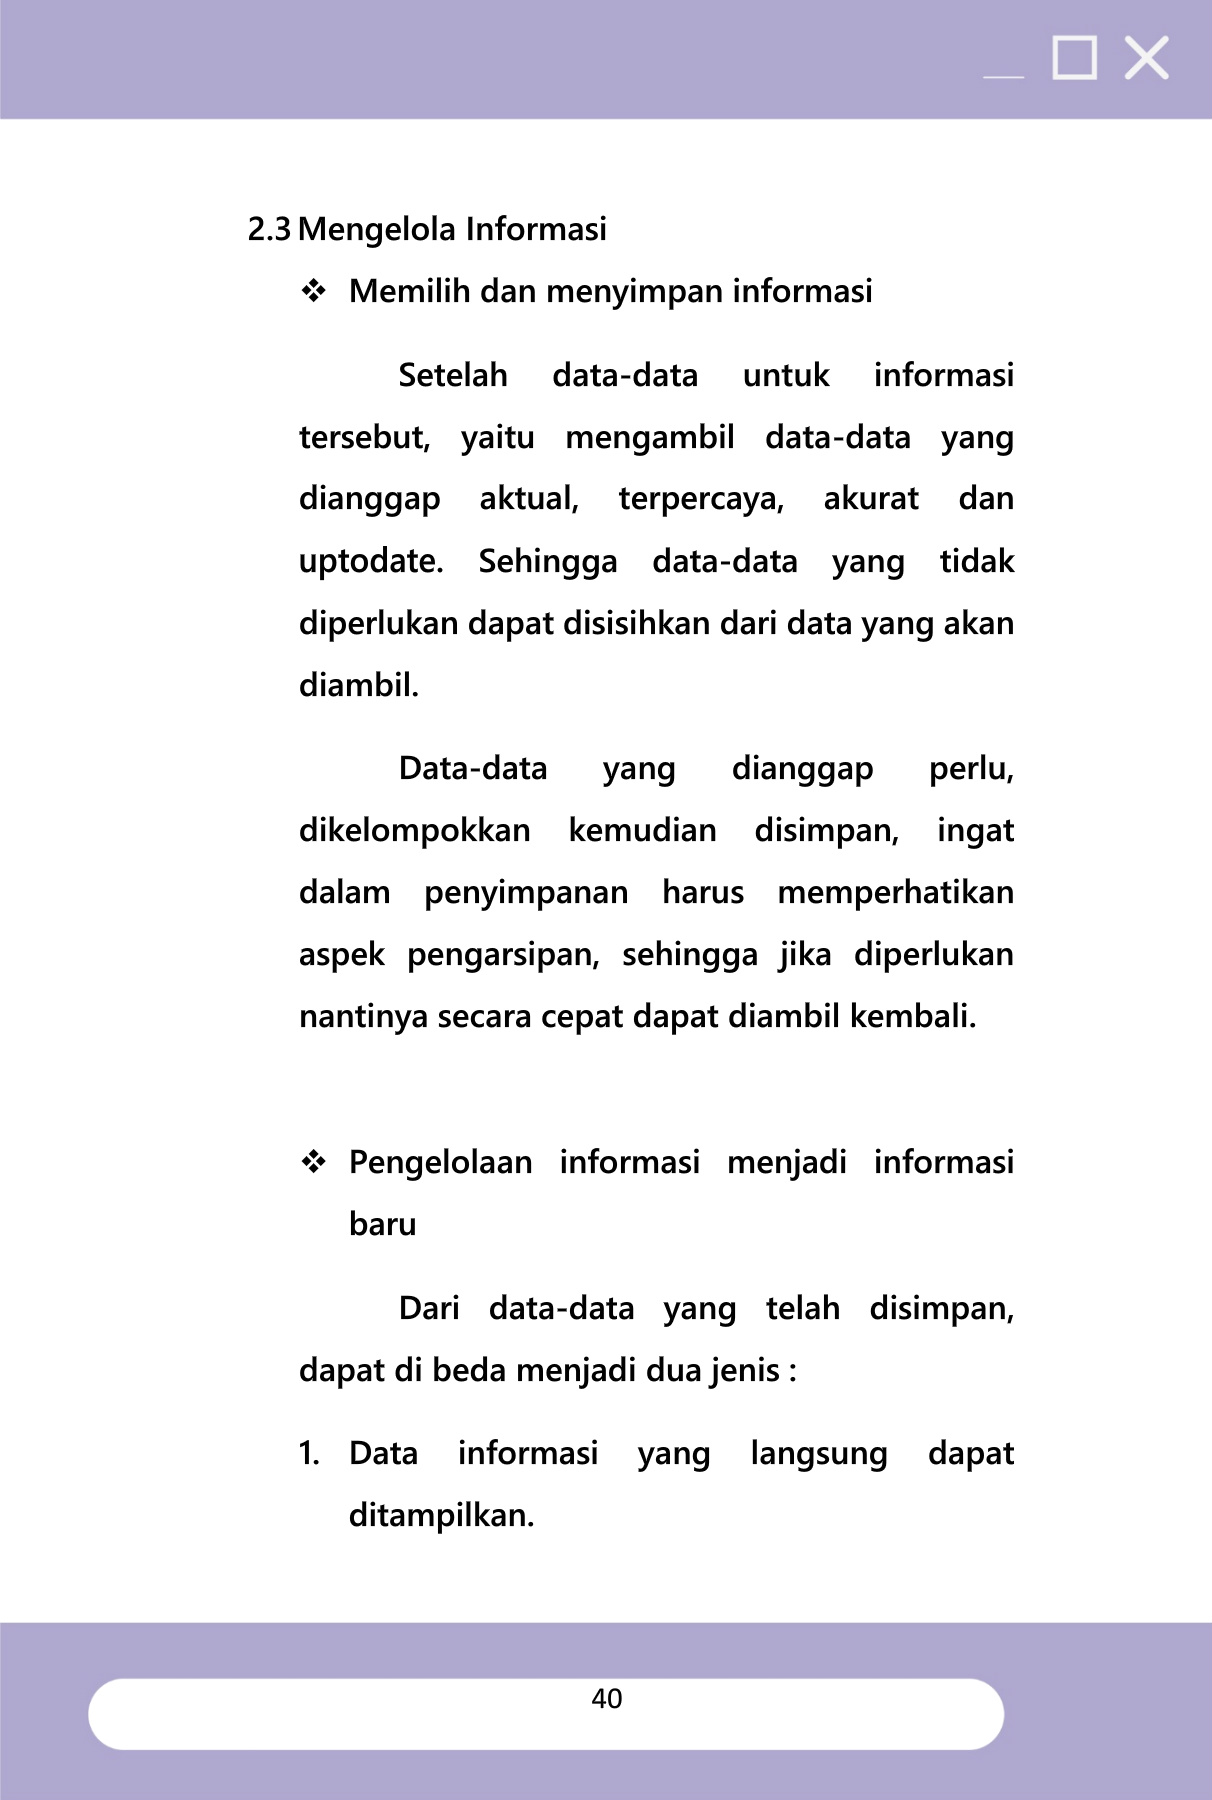 2.3 Mengelola Informasi
❖ Memilih dan menyimpan informasi
Setelah data-data untuk informasi
tersebut, yaitu mengambil data-data yang
dianggap aktual, terpercaya, akurat dan
uptodate. Sehingga data-data yang tidak
diperlukan dapat disisihkan dari data yang akan
diambil.
Data-data yang dianggap perlu,
dikelompokkan kemudian disimpan, ingat
dalam penyimpanan harus memperhatikan
aspek pengarsipan, sehingga jika diperlukan
nantinya secara cepat dapat diambil kembali.
❖ Pengelolaan informasi menjadi informasi
baru
Dari data-data yang telah disimpan,
dapat di beda menjadi dua jenis :
1. Data informasi yang langsung dapat
ditampilkan.
40